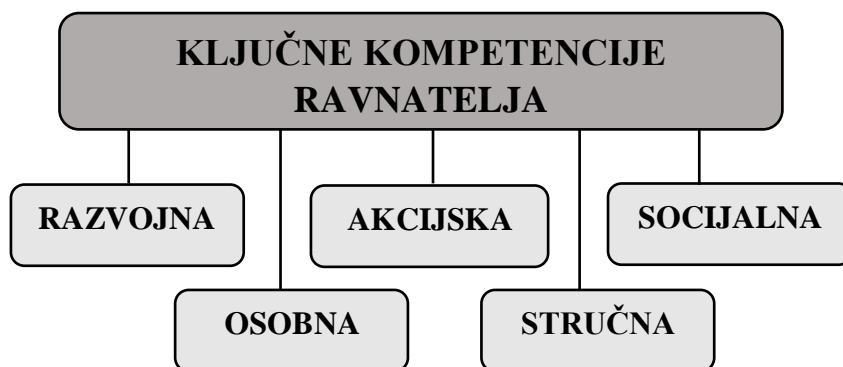 KLJUČNE KOMPETENCIJE
RAVNATELJA
RAZVOJNA
AKCIJSKA
SOCIJALNA
OSOBNA
STRUČNA